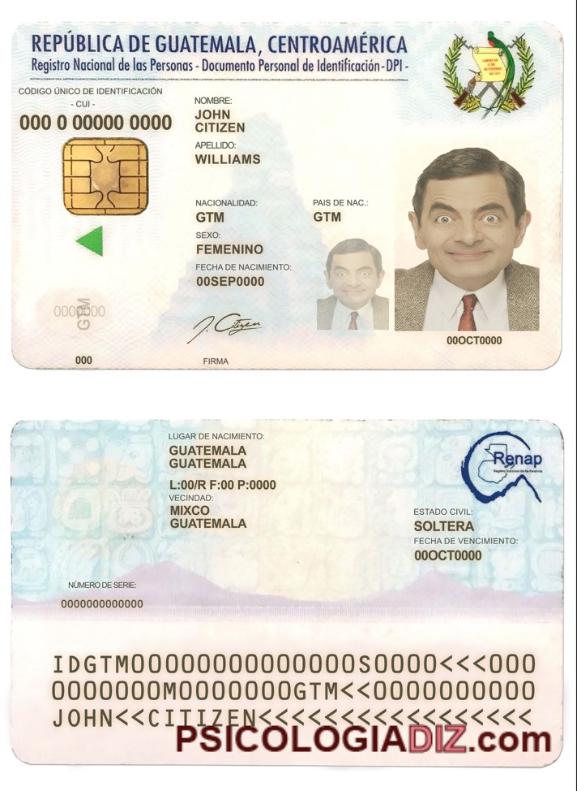 REPÚBLICA DE GUATEMALA, CENTROAMÉRICA
Registro Nacional de las Personas - Documento Personal de Identificación -DPI -
CÓDIGO ÚNICO DE IDENTIFICACIÓN
- CUI -
000 0 00000 0000
NOMBRE:
JOHN
CITIZEN
APELLIDO:
WILLIAMS
NACIONALIDAD:
GTM
PAIS DE NAC.:
GTM
SEXO:
FEMENINO
FECHA DE NACIMIENTO:
00SEP0000
GTM
000
FIRMA
J. Citizen
00OCT0000
LUGAR DE NACIMIENTO:
GUATEMALA
GUATEMALA
L:00/R F:00 P:0000
VECINDAD:
MIXCO
GUATEMALA
Renap
ESTADO CIVIL:
SOLTERA
FECHA DE VENCIMIENTO:
00OCT0000
NÚMERO DE SERIE:
0000000000000
IDGTM00000000000000S0000<<<000
0000000M00000000GTM<<0000000000
JOHN<<CITIZEN<<<<<<<<<<<<<<<<<
PSICOLOGIADIZ.com